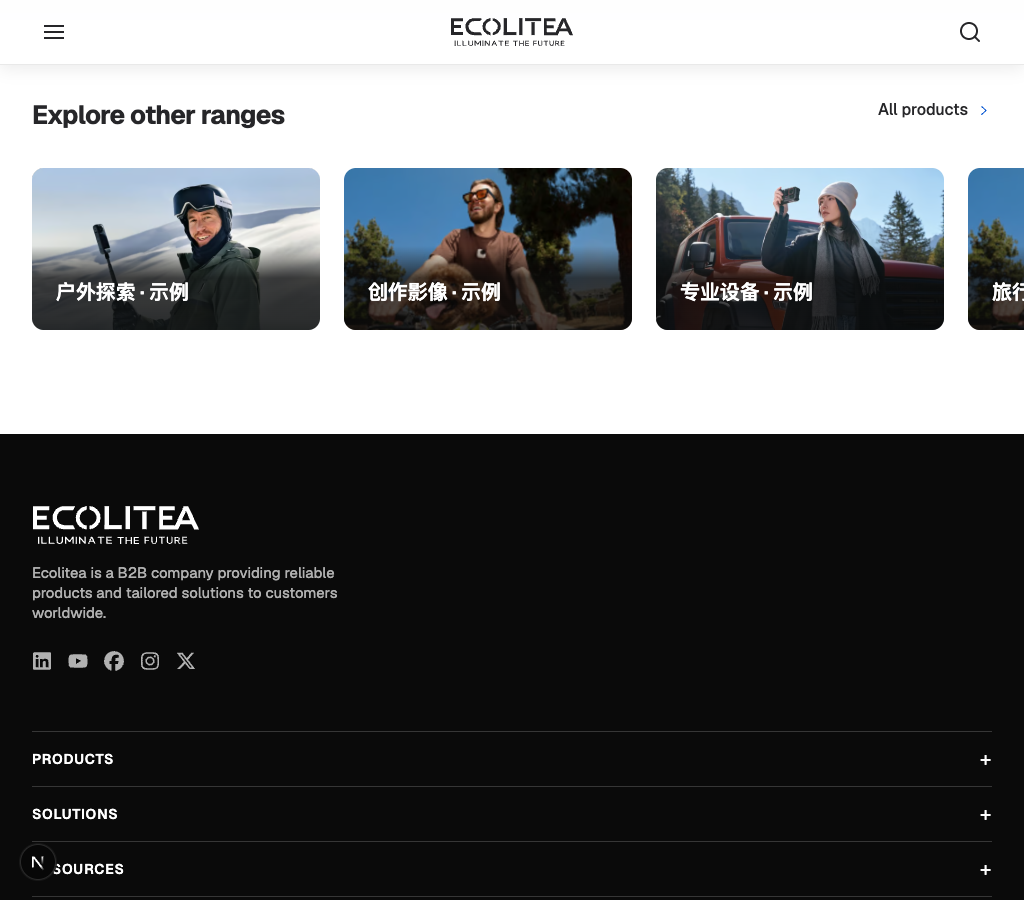 ECOLITEA
ILLUMINATE THE FUTURE
Explore other ranges
All products
户外探索 · 示例
创作影像 · 示例
专业设备 · 示例
旅行
ECOLITEA
ILLUMINATE THE FUTURE
Ecolitea is a B2B company providing reliable
products and tailored solutions to customers
worldwide.
PRODUCTS
+
SOLUTIONS
+
N
SOURCES
+